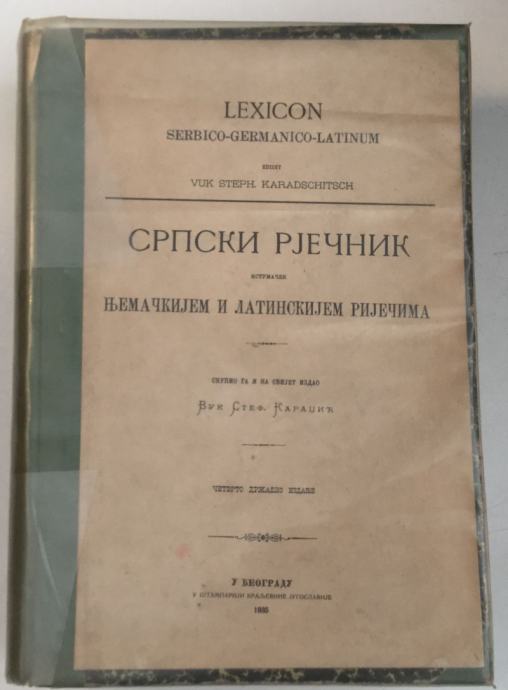 LEXICON
SERBICO-GERMANICO-LATINUM
EDIDIT
VUK STEPH. KARADSCHITSCH
СРПСКИ РЈЕЧНИК
ИСТУМАЧЕН
ЊЕМАЧКИЈЕМ И ЛАТИНСКИЈЕМ РИЈЕЧИМА
СКУПИО ГА И НА СВИЈЕТ ИЗДАО
ВУК СТЕФ. КАРАЏИЋ
ЧЕТВРТО ДРЖАВНО ИЗДАЊЕ
У БЕОГРАДУ
У ШТАМПАРИЈИ КРАЉЕВИНЕ ЈУГОСЛАВИЈЕ